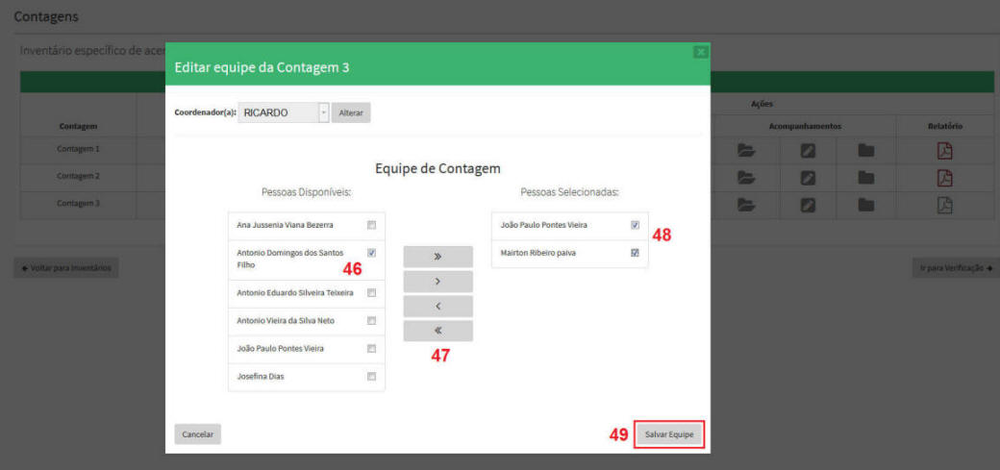 Contagens
Inventário específico de ace
Editar equipe da Contagem 3
x
Coordenador(a): RICARDO Alterar
Ações
Contagem Acompanhamentos Relatório
Contagem 1
Contagem 2
Contagem 3
Equipe de Contagem
Pessoas Disponíveis: Pessoas Selecionadas:
Ana Jussenia Viana Bezerra
Antonio Domingos dos Santos
Filho
46
Antonio Eduardo Silveira Teixeira
Antonio Vieira da Silva Neto
João Paulo Pontes Vieira
Josefina Dias
»
>
<
«
47
João Paulo Pontes Vieira
48
Mairton Ribeiro paiva
Voltar para Inventários
Ir para Verificação
Cancelar
49 Salvar Equipe